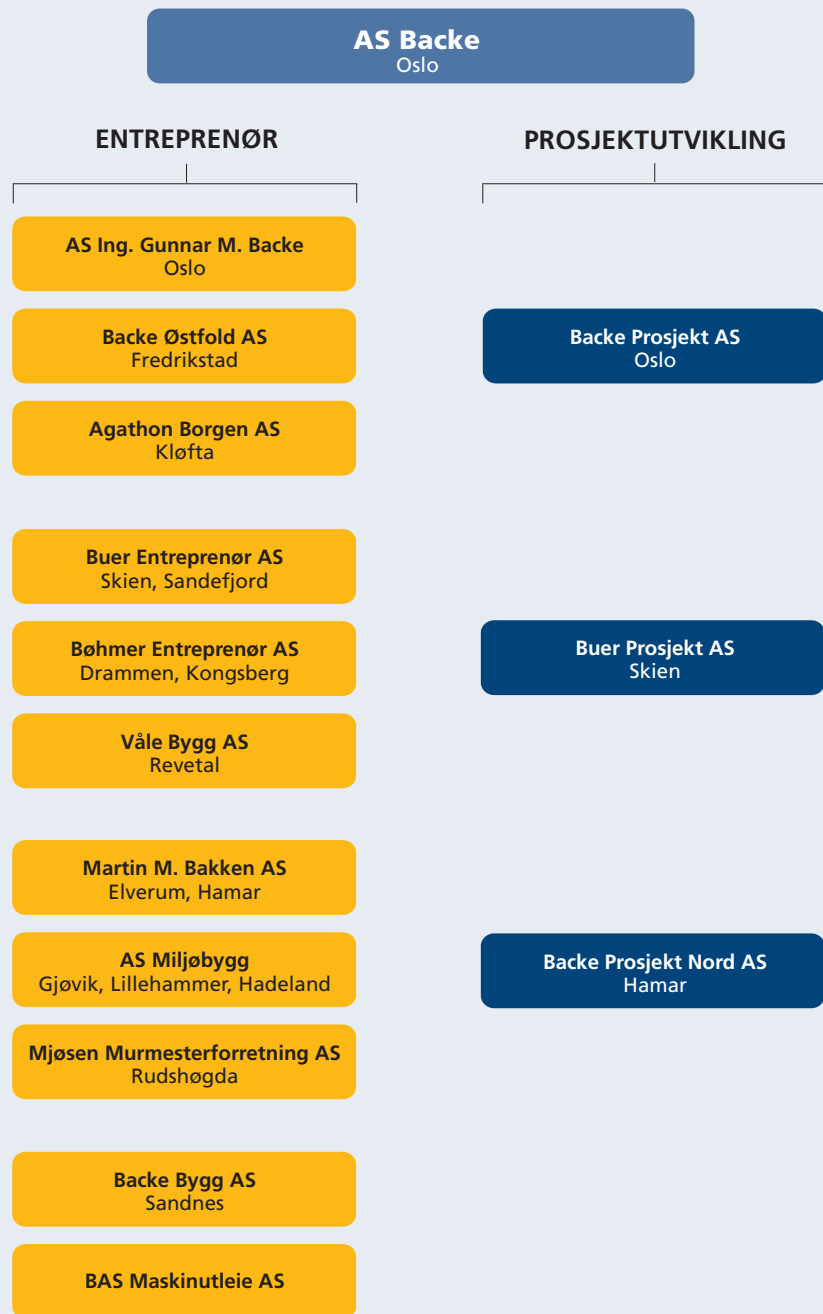 AS Backe
Oslo
ENTREPRENØR
AS Ing. Gunnar M. Backe
Oslo
Backe Østfold AS
Fredrikstad
Agathon Borgen AS
Kløfta
Buer Entreprenør AS
Skien, Sandefjord
Bøhmer Entreprenør AS
Drammen, Kongsberg
Våle Bygg AS
Revetal
Martin M. Bakken AS
Elverum, Hamar
AS Miljøbygg
Gjøvik, Lillehammer, Hadeland
Mjøsen Murmesterforretning AS
Rudshøgda
Backe Bygg AS
Sandnes
BAS Maskinutleie AS
PROSJEKTUTVIKLING
Backe Prosjekt AS
Oslo
Buer Prosjekt AS
Skien
Backe Prosjekt Nord AS
Hamar